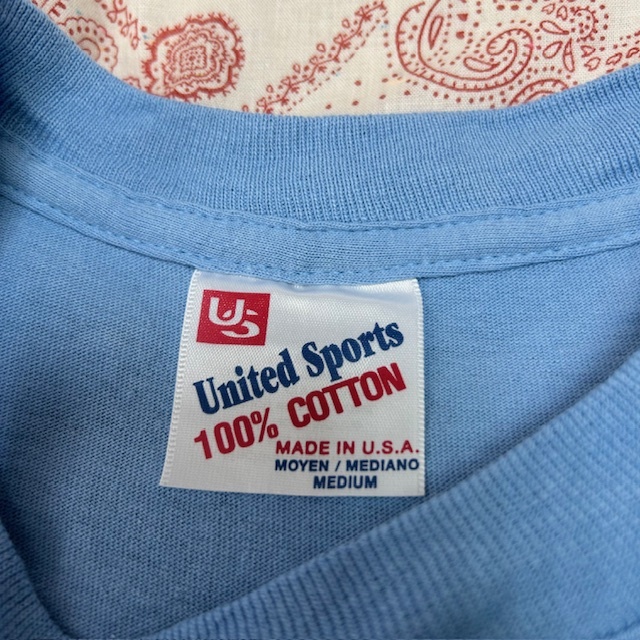 US
United Sports
100% COTTON
MADE IN U.S.A.
MOYEN / MEDIANO
MEDIUM